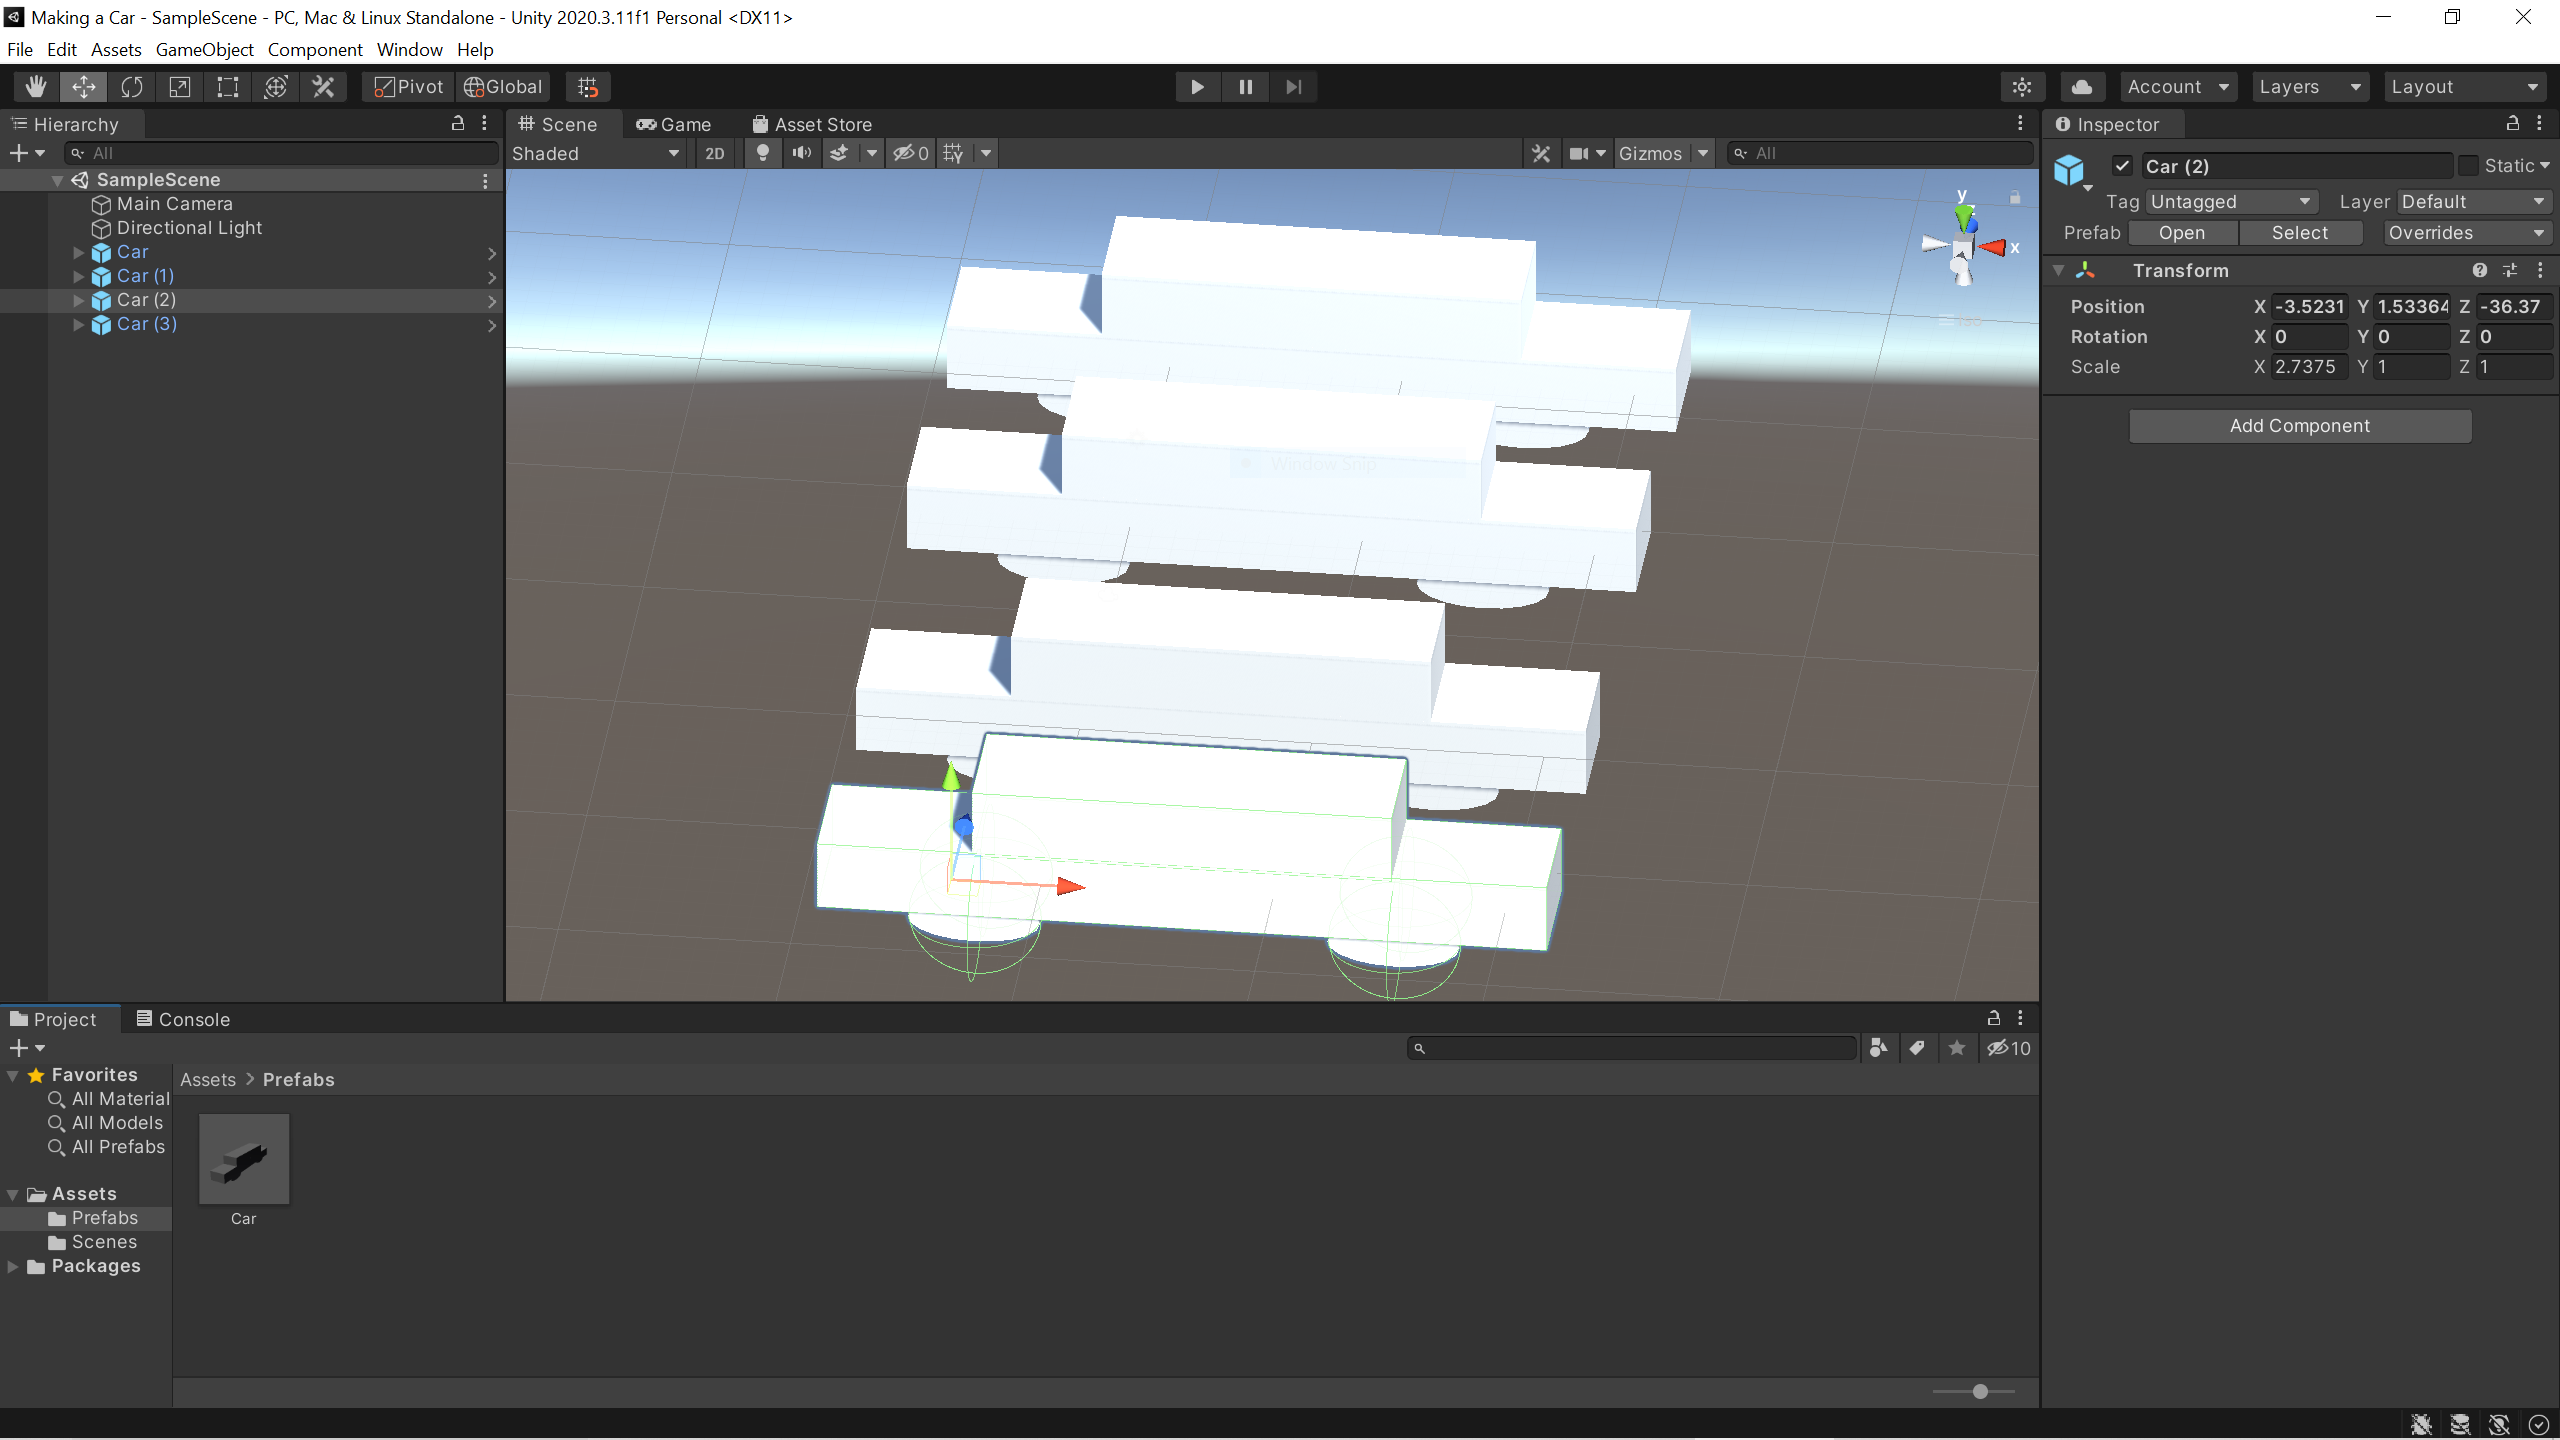 Making a Car - SampleScene - PC, Mac & Linux Standalone - Unity 2020.3.11f1 Personal <DX11>
File Edit Assets GameObject Component Window Help
Pivot Global Account Layers Layout
Hierarchy
All
SampleScene
Main Camera
Directional Light
Car
Car (1)
Car (2)
Car (3)
Scene Game Asset Store
Shaded 2D 0 Gizmos All
y
x
Iso
Window Snip
Inspector
Car (2) Static
Tag Untagged Layer Default
Prefab Open Select Overrides
Transform
Position X -3.5231 Y 1.53364 Z -36.37
Rotation X 0 Y 0 Z 0
Scale X 2.7375 Y 1 Z 1
Add Component
Project Console
10
Favorites
All Material
All Models
All Prefabs
Assets
Prefabs
Scenes
Packages
Assets > Prefabs
Car